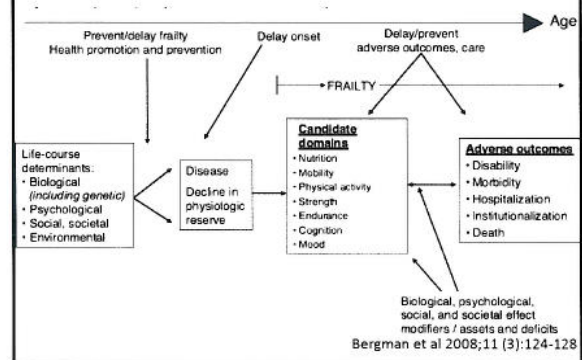 Age
Prevent/delay frailty
Health promotion and prevention
Delay onset
Delay/prevent
adverse outcomes, care
FRAILTY
Life-course
determinants:
• Biological
(including genetic)
• Psychological
• Social, societal
• Environmental
Disease
Decline in
physiologic
reserve
Candidate
domains
• Nutrition
• Mobility
• Physical activity
• Strength
• Endurance
• Cognition
• Mood
Adverse outcomes
• Disability
• Morbidity
• Hospitalization
• Institutionalization
• Death
Biological, psychological,
social, and societal effect
modifiers / assets and deficits
Bergman et al 2008;11 (3):124-128